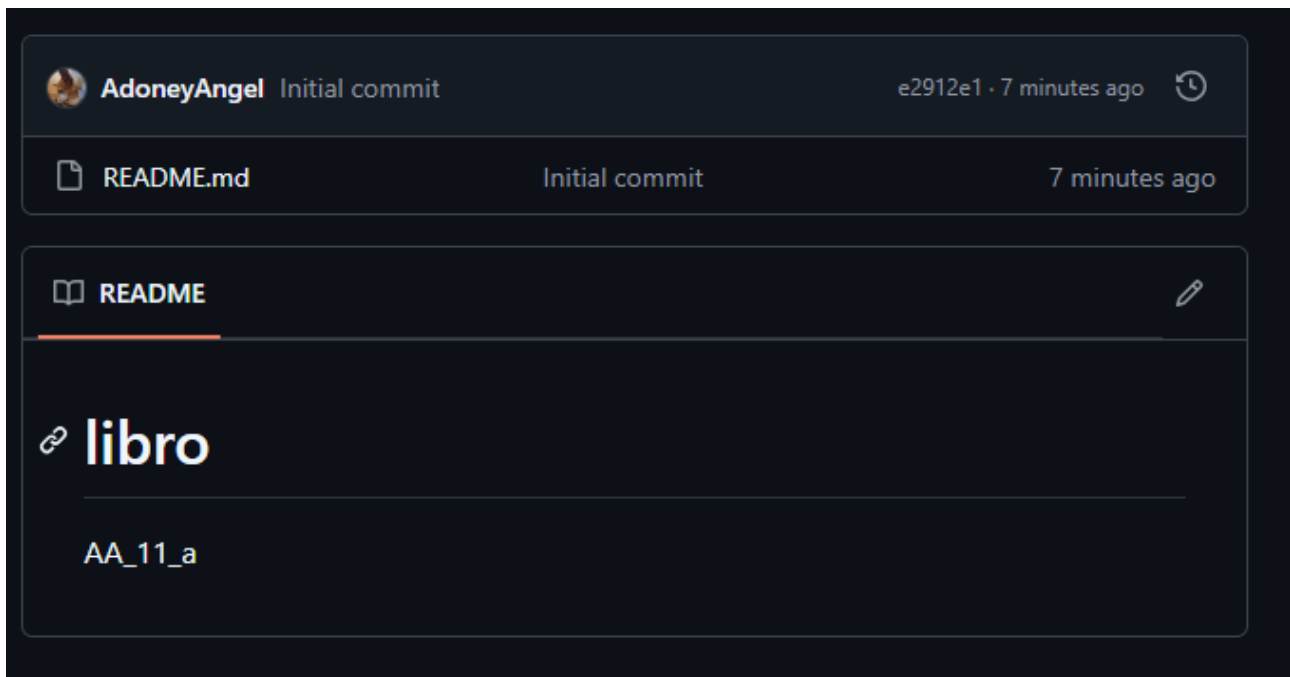 AdoneyAngel Initial commit e2912e1 · 7 minutes ago
README.md Initial commit 7 minutes ago
README
libro
AA_11_a